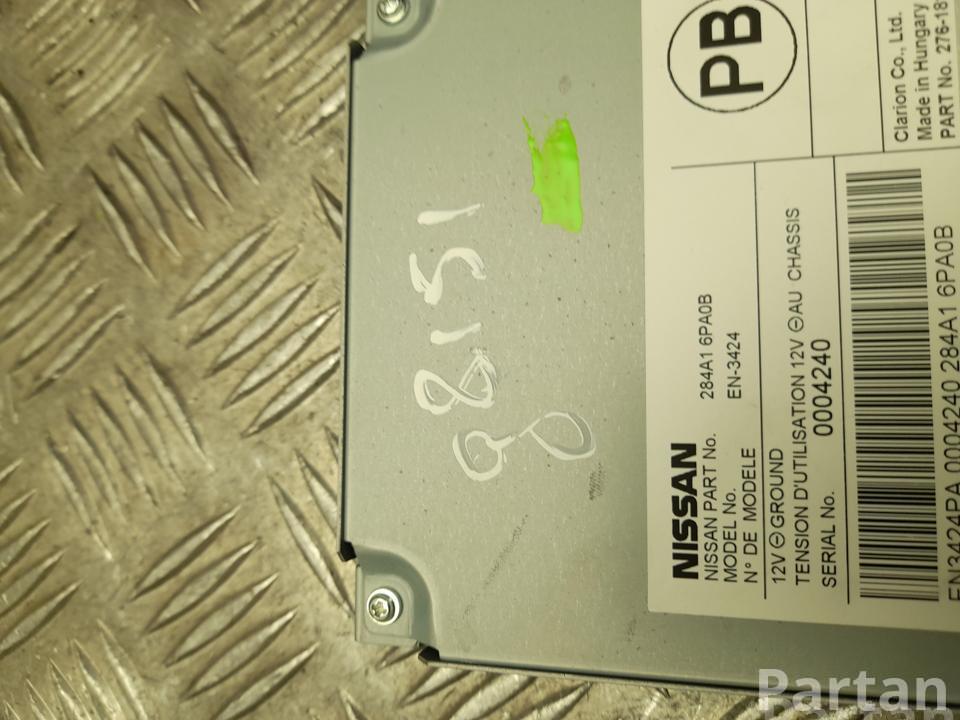 PB
Clarion Co., Ltd.
Made in Hungary
PART No. 276-18
NISSAN
NISSAN PART No. 284A1 6PA0B
MODEL No. EN-3424
N° DE MODELE
12V ⊖ GROUND
TENSION D'UTILISATION 12V ⊖ AU CHASSIS
SERIAL No. 0004240
EN3424PA 0004240 284A1 6PA0B
Partan